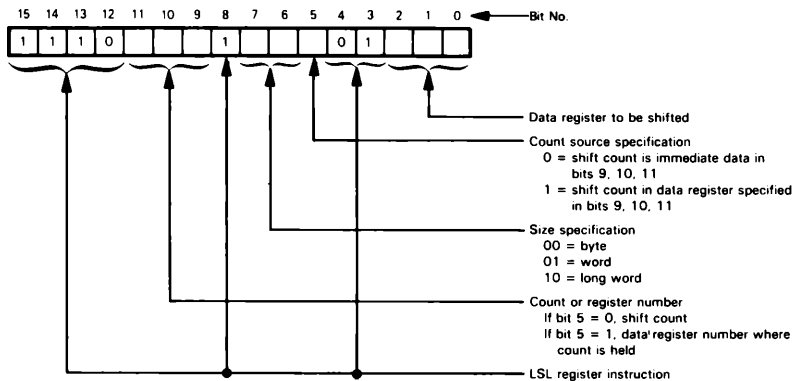 15 14 13 12 11 10 9 8 7 6 5 4 3 2 1 0 Bit No.
1 1 1 0 1 0 1
Data register to be shifted
Count source specification
0 = shift count is immediate data in
bits 9, 10, 11
1 = shift count in data register specified
in bits 9, 10, 11
Size specification
00 = byte
01 = word
10 = long word
Count or register number
If bit 5 = 0, shift count
If bit 5 = 1, data register number where
count is held
LSL register instruction